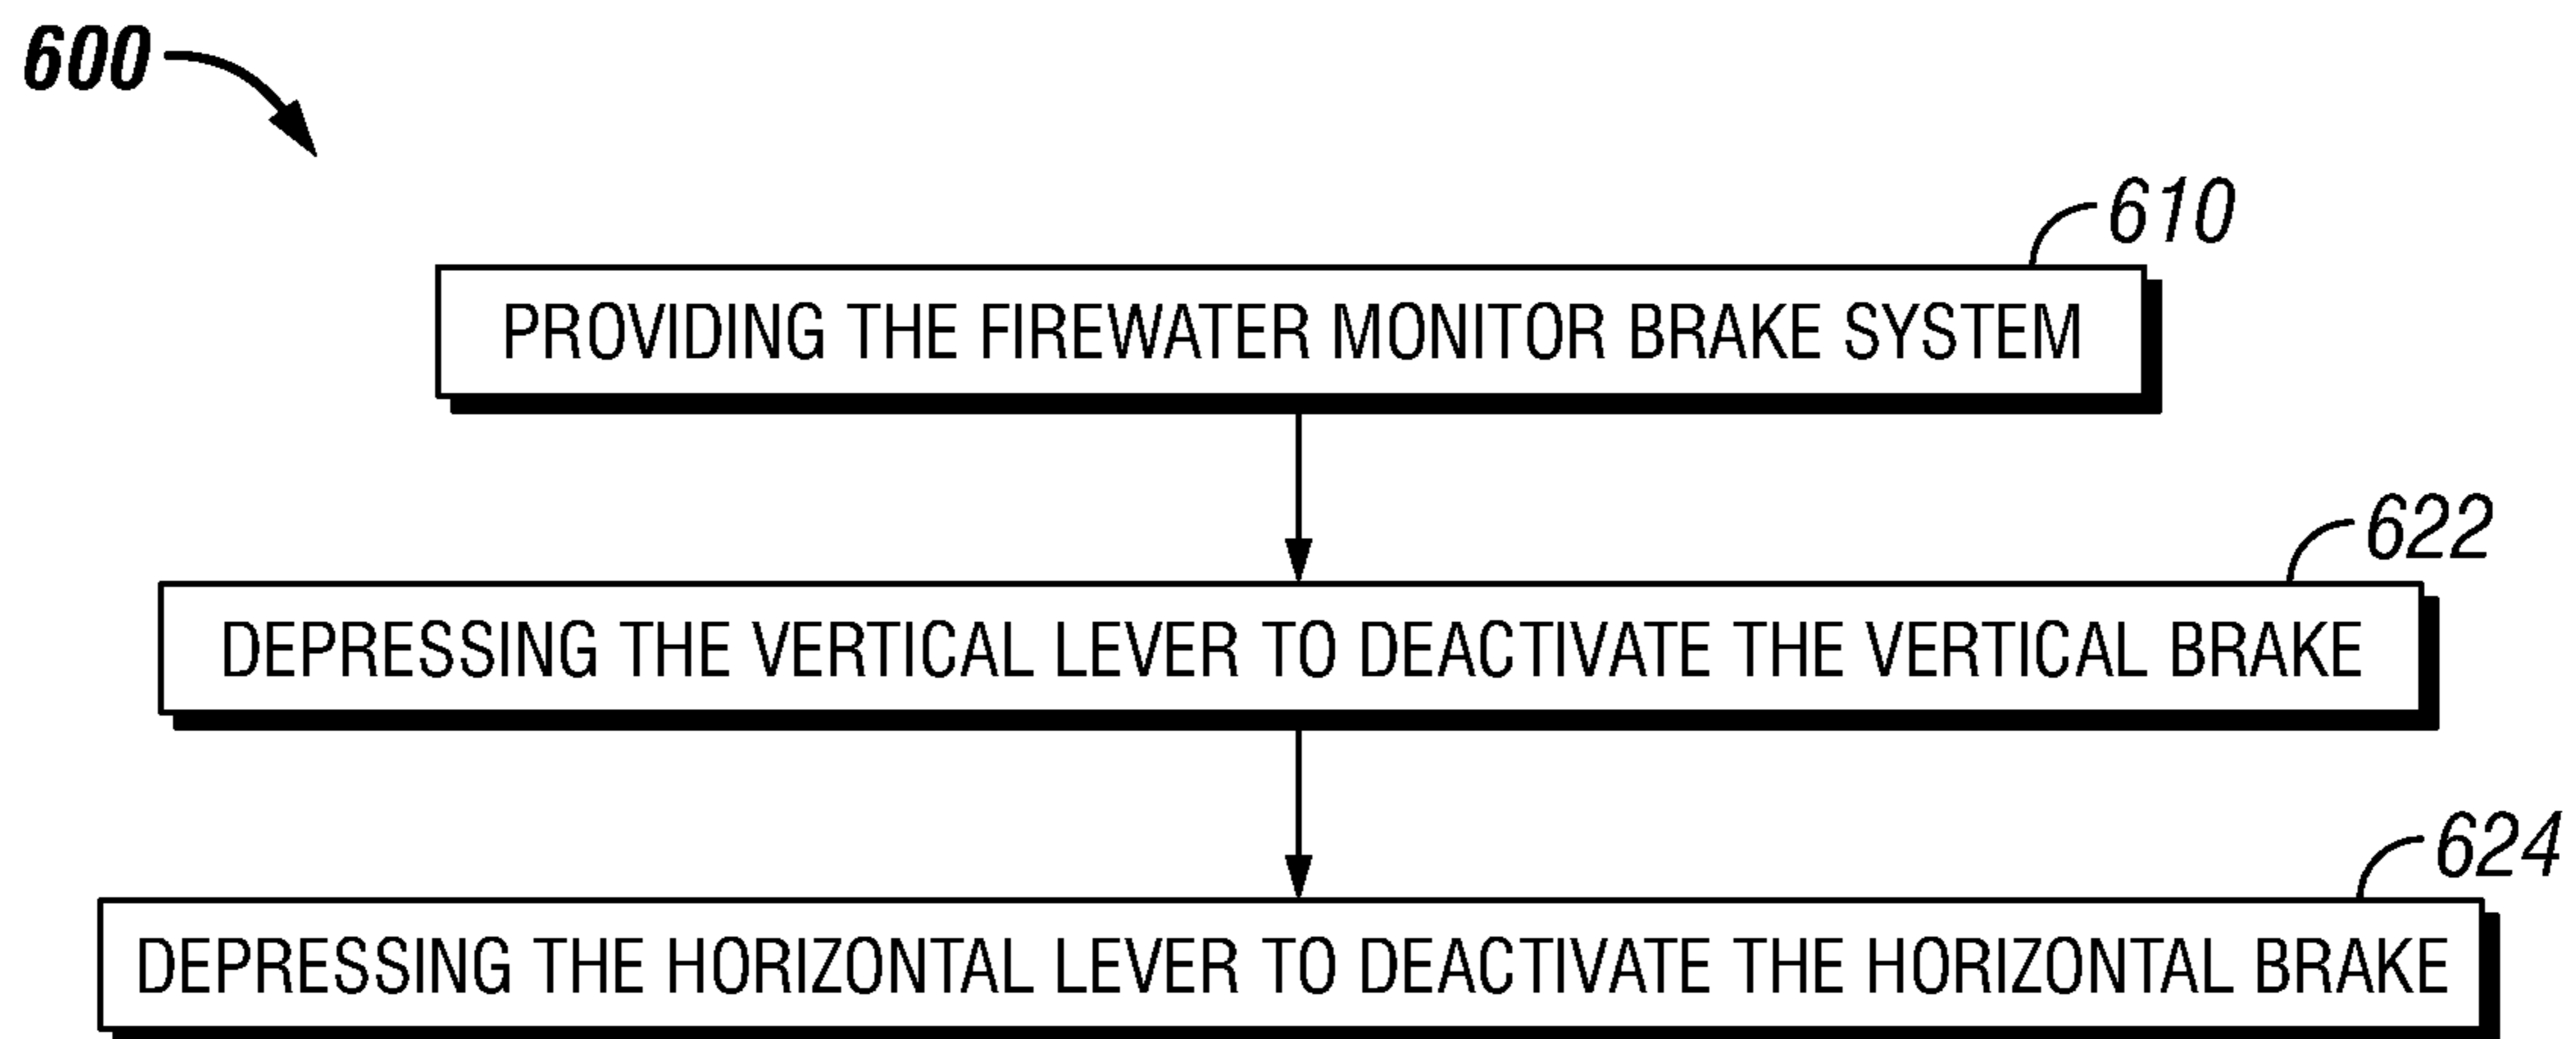 600
610
PROVIDING THE FIREWATER MONITOR BRAKE SYSTEM
622
DEPRESSING THE VERTICAL LEVER TO DEACTIVATE THE VERTICAL BRAKE
624
DEPRESSING THE HORIZONTAL LEVER TO DEACTIVATE THE HORIZONTAL BRAKE